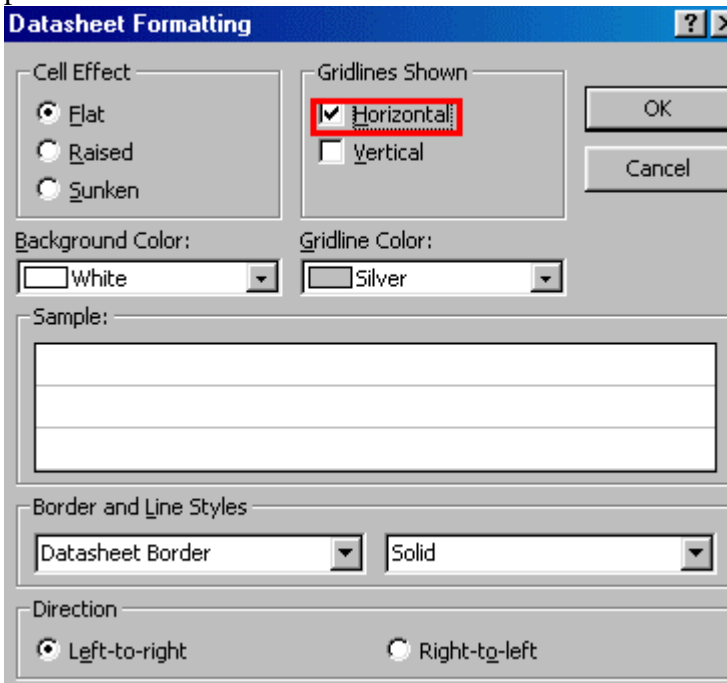 Datasheet Formatting
Cell Effect
Flat
Raised
Sunken
Gridlines Shown
Horizontal
Vertical
OK
Cancel
Background Color:
White
Gridline Color:
Silver
Sample:
Border and Line Styles
Datasheet Border
Solid
Direction
Left-to-right
Right-to-left